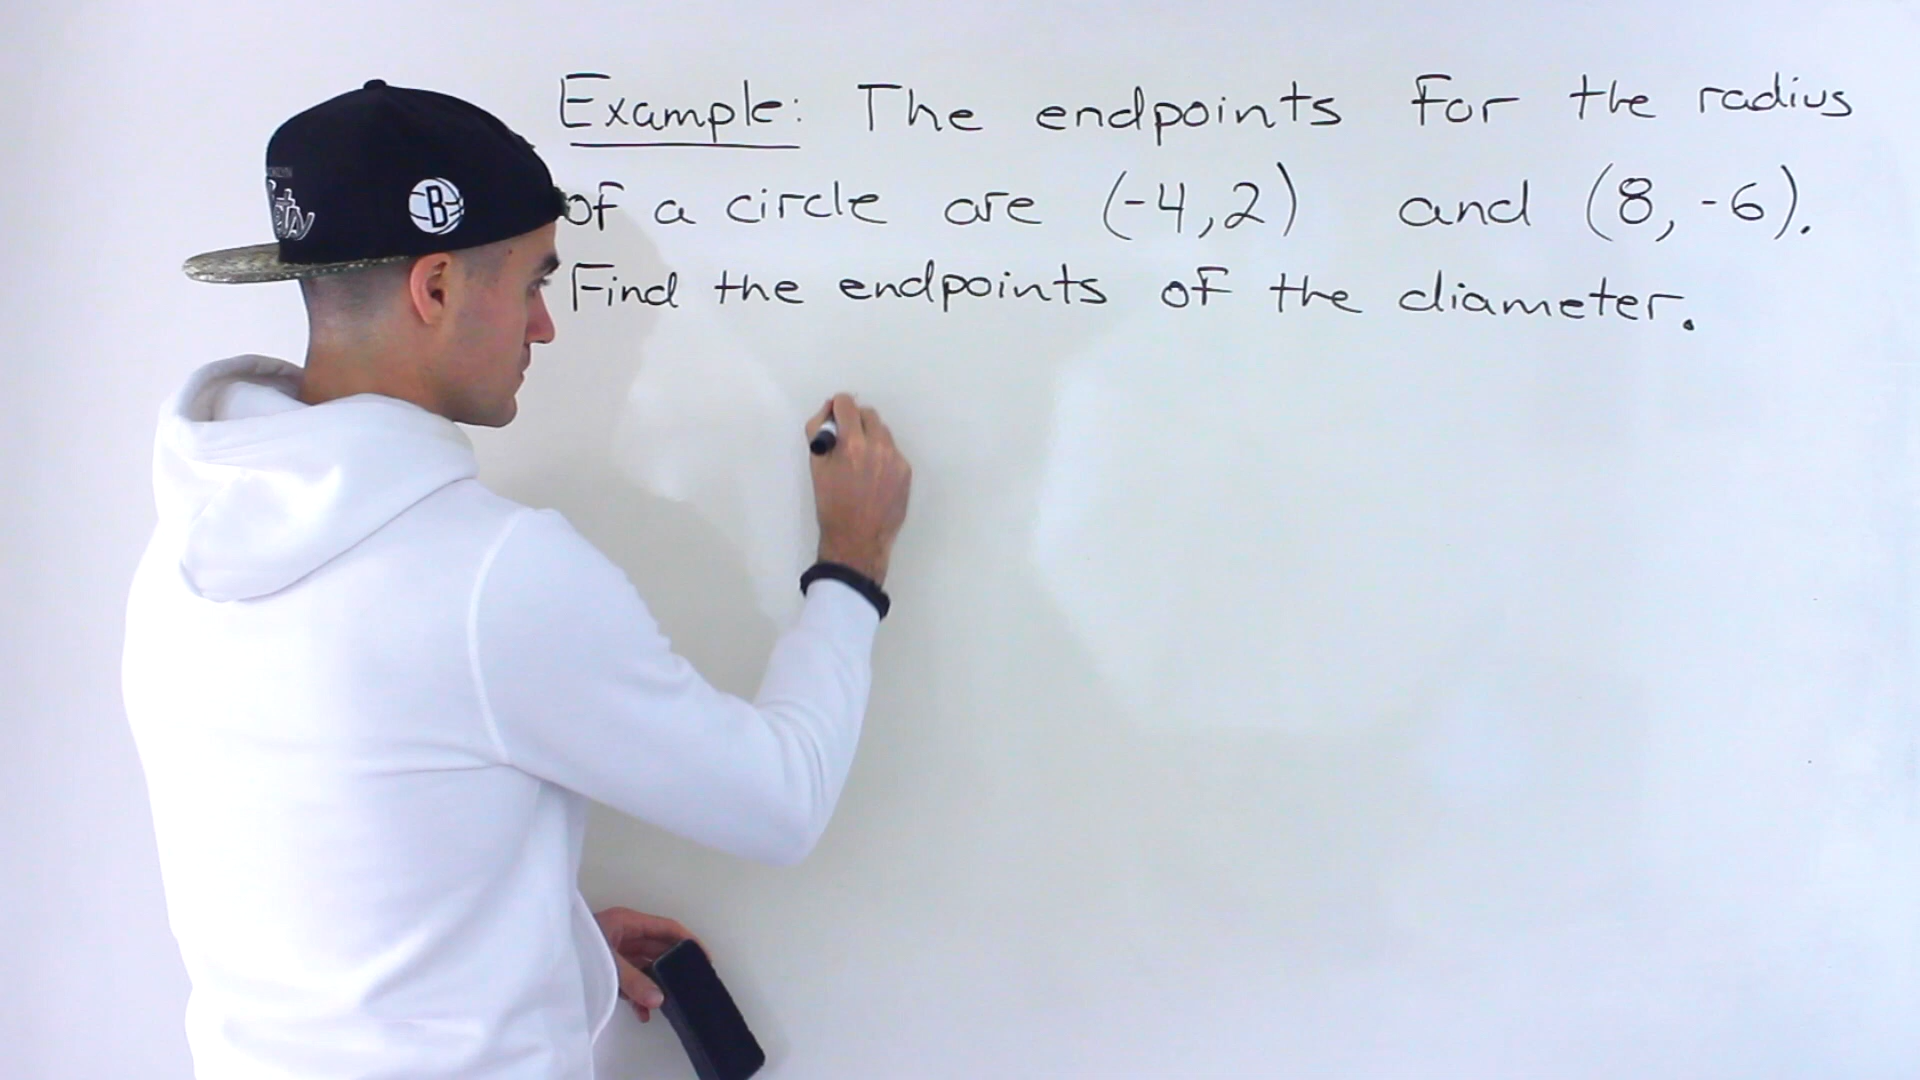 Example: The endpoints for the radius
of a circle are (-4,2) and (8,-6).
Find the endpoints of the diameter.
B